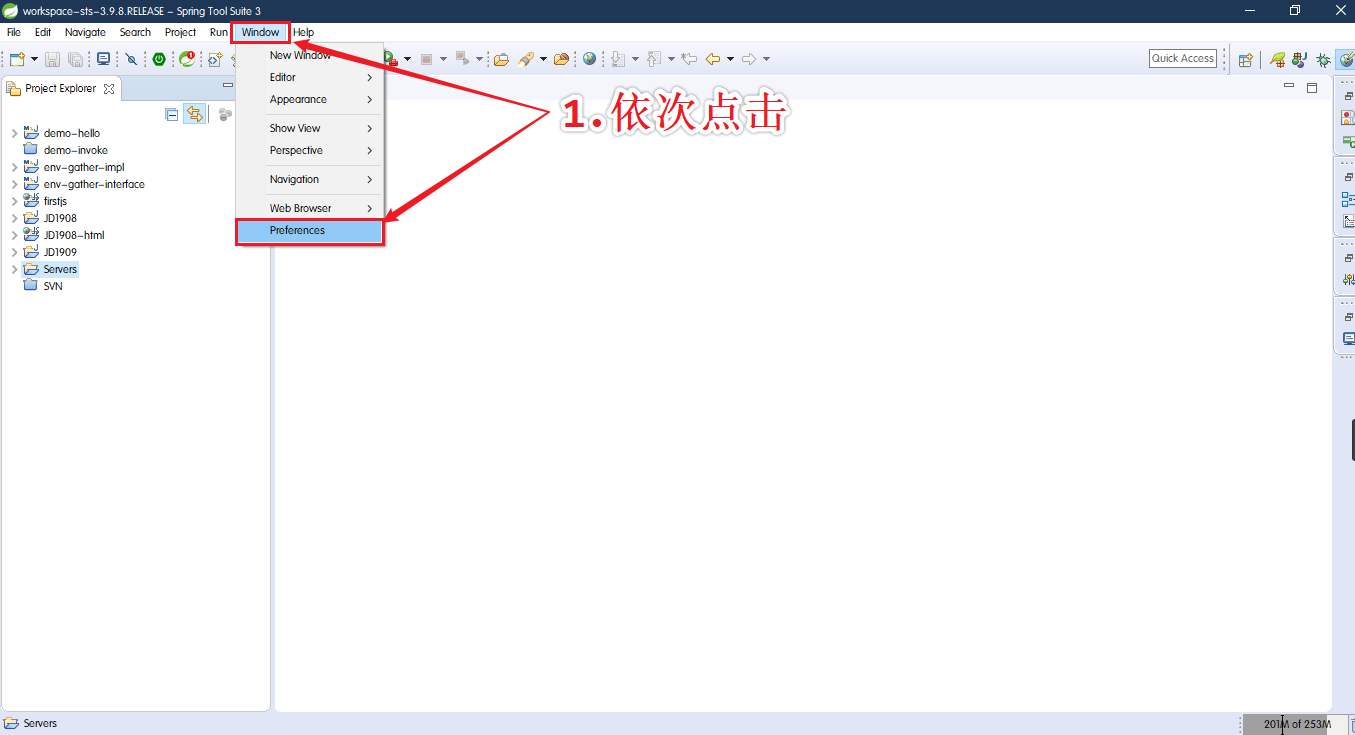 workspace-sts-3.9.8.RELEASE - Spring Tool Suite 3
File Edit Navigate Search Project Run Window Help
Quick Access
Project Explorer
New Window
Editor
Appearance
Show View
Perspective
Navigation
Web Browser
Preferences
1.依次点击
demo-hello
demo-invoke
env-gather-impl
env-gather-interface
firstjs
JD1908
JD1908-html
JD1909
Servers
SVN
Servers
201M of 253M